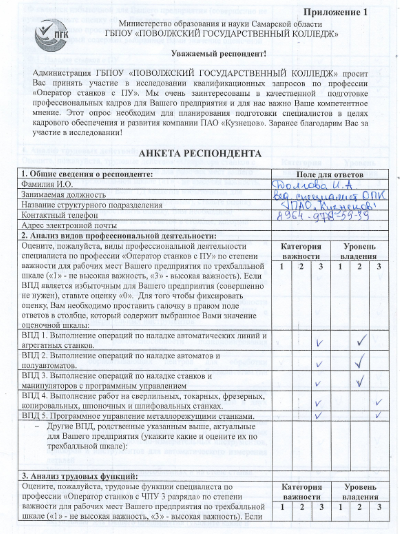 Приложение 1
ПГК
Министерство образования и науки Самарской области
ГБПОУ «ПОВОЛЖСКИЙ ГОСУДАРСТВЕННЫЙ КОЛЛЕДЖ»
Уважаемый респондент!
Администрация ГБПОУ «ПОВОЛЖСКИЙ ГОСУДАРСТВЕННЫЙ КОЛЛЕДЖ» просит
Вас принять участие в исследовании квалификационных запросов по профессии
«Оператор станков с ПУ». Мы очень заинтересованы в качественной подготовке
профессиональных кадров для Вашего предприятия и для нас важно Ваше компетентное
мнение. Этот опрос необходим для планирования подготовки специалистов в целях
кадрового обеспечения и развития компании ПАО «Кузнецов». Заранее благодарим Вас за
участие в исследовании!
АНКЕТА РЕСПОНДЕНТА
1. Общие сведения о респонденте: Поле для ответов
Фамилия И.О. Долгова И.А
Занимаемая должность вед. специалист ОПК
Название структурного подразделения ПАО "Кузнецов"
Контактный телефон
Адрес электронной почты
2. Анализ видов профессиональной деятельности:
Оцените, пожалуйста, виды профессиональной деятельности Категория важности Уровень владения
специалиста по профессии «Оператор станков с ПУ» по степени
важности для рабочих мест Вашего предприятия по трехбалльной 1 2 3 1 2 3
шкале («1» - не высокая важность, «3» - высокая важность). Если
ВПД является избыточным для Вашего предприятия (совершенно
не нужен), ставьте оценку «0». Для того чтобы фиксировать
оценку, Вам необходимо проставить галочку в правом поле
ответов в столбце, который содержит выбранное Вами значение
оценочной шкалы:
ВПД 1. Выполнение операций по наладке автоматических линий и ✓ ✓
агрегатных станков.
ВПД 2. Выполнение операций по наладке автоматов и ✓ ✓
полуавтоматов.
ВПД 3. Выполнение операций по наладке станков и ✓ ✓
манипуляторов с программным управлением
ВПД 4. Выполнение работ на сверлильных, токарных, фрезерных, ✓ ✓
копировальных, шпоночных и шлифовальных станках.
ВПД 5. Программное управление металлорежущими станками. ✓ ✓
– Другие ВПД, родственные указанным выше, актуальные
для Вашего предприятия (укажите какие и оцените их по
трехбалльной шкале):
3. Анализ трудовых функций:
Оцените, пожалуйста, трудовые функции специалиста по Категория важности Уровень владения
профессии «Оператор станков с ЧПУ 3 разряда» по степени
важности для рабочих мест Вашего предприятия по трехбалльной 1 2 3 1 2 3
шкале («1» - не высокая важность, «3» - высокая важность). Если